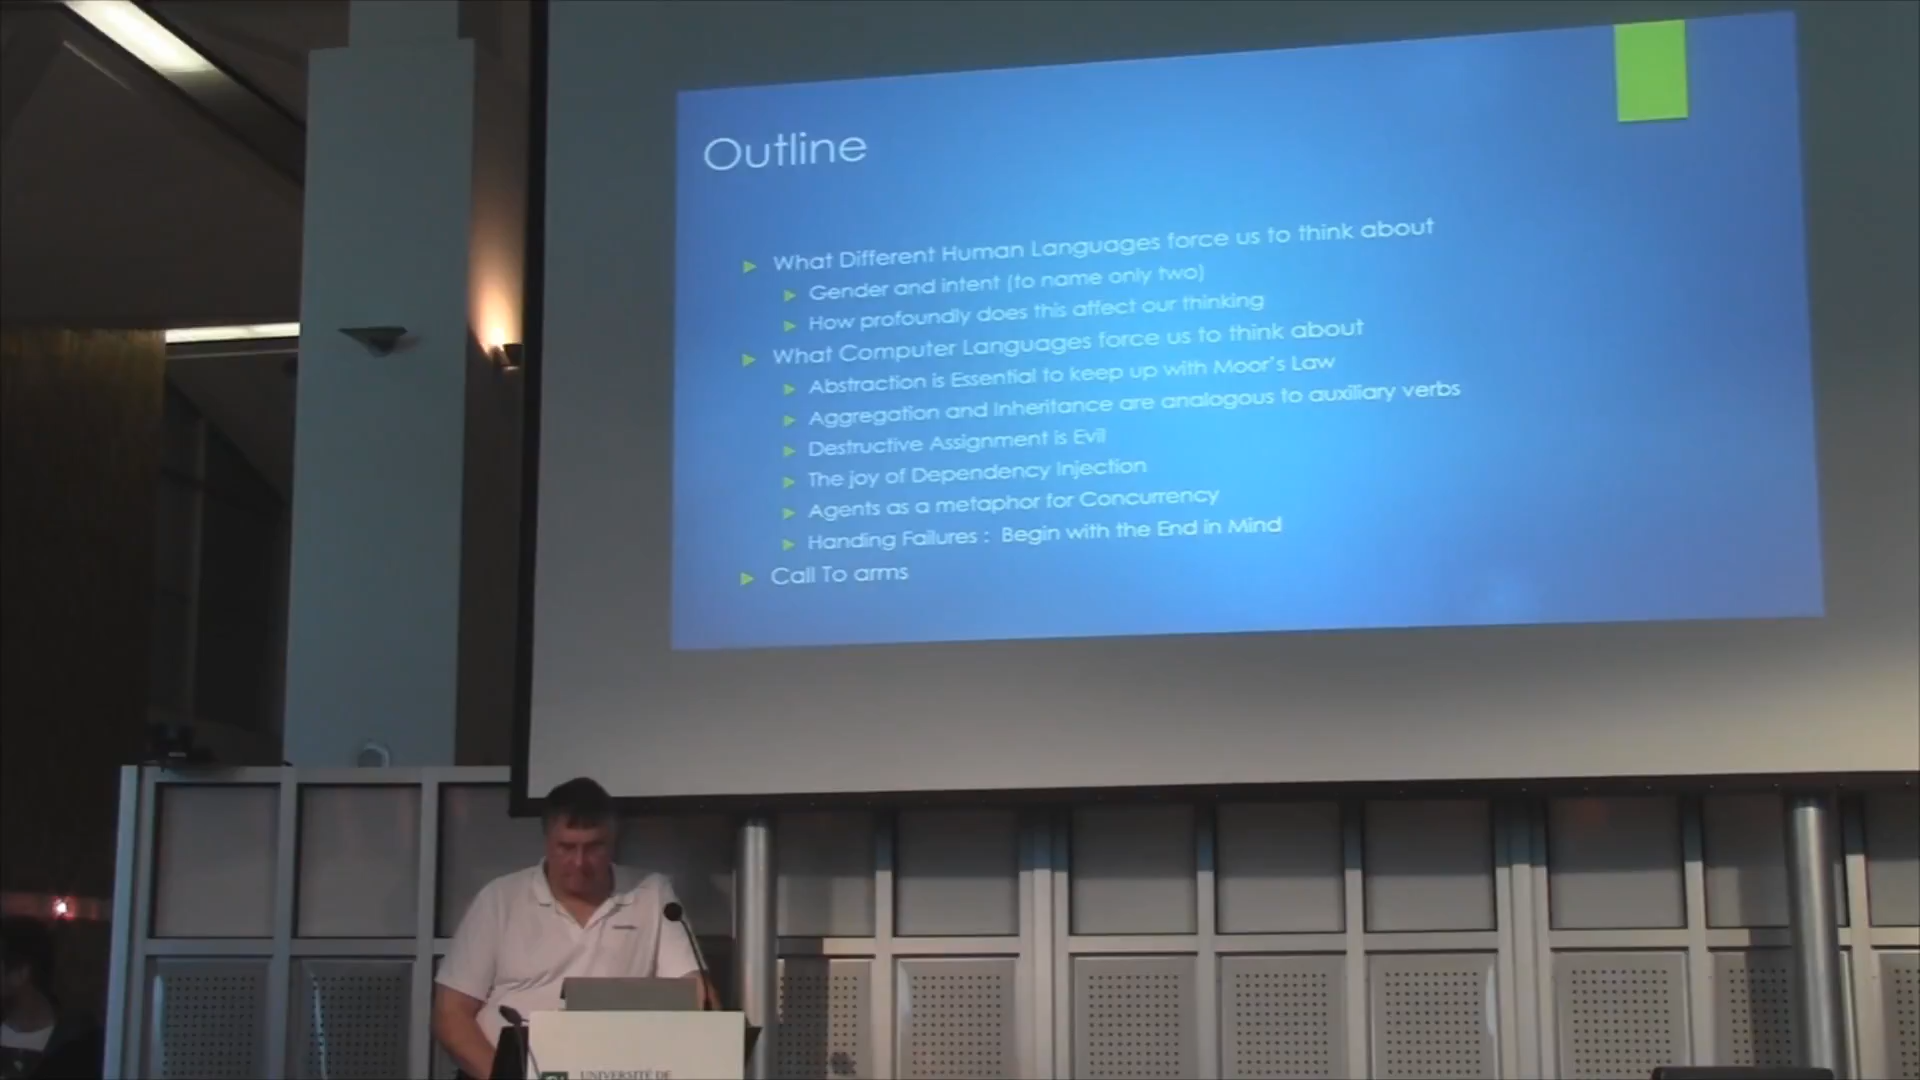 Outline
What Different Human Languages force us to think about
Gender and intent (to name only two)
How profoundly does this affect our thinking
What Computer Languages force us to think about
Abstraction is Essential to keep up with Moor's Law
Aggregation and Inheritance are analogous to auxiliary verbs
Destructive Assignment is Evil
The joy of Dependency Injection
Agents as a metaphor for Concurrency
Handing Failures : Begin with the End in Mind
Call To arms
UNIVERSITÉ DE